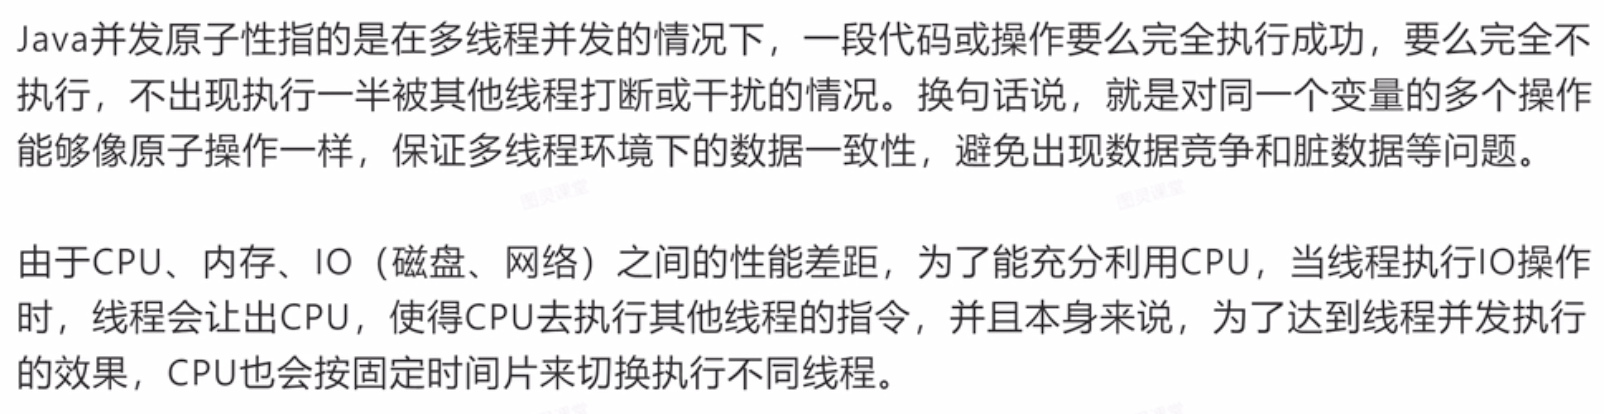 Java并发原子性指的是在多线程并发的情况下，一段代码或操作要么完全执行成功，要么完全不
执行，不出现执行一半被其他线程打断或干扰的情况。换句话说，就是对同一个变量的多个操作
能够像原子操作一样，保证多线程环境下的数据一致性，避免出现数据竞争和脏数据等问题。
图灵课堂 图灵课堂
由于CPU、内存、IO（磁盘、网络）之间的性能差距，为了能充分利用CPU，当线程执行IO操作
时，线程会让出CPU，使得CPU去执行其他线程的指令，并且本身来说，为了达到线程并发执行
的效果，CPU也会按固定时间片来切换执行不同线程。